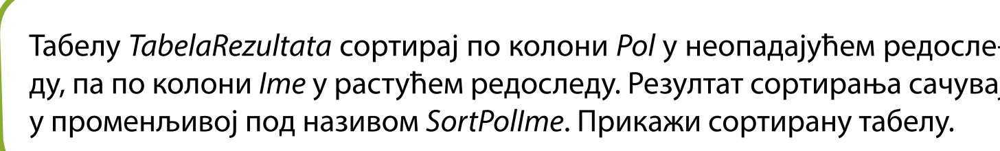 Табелу TabelaRezultata сортирај по колони Pol у неопадајућем редосле-
ду, па по колони Ime у растућем редоследу. Резултат сортирања сачувај
у променљивој под називом SortPolIme. Прикажи сортирану табелу.